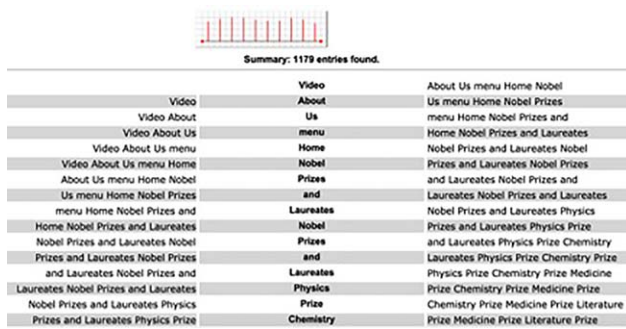 Summary: 1179 entries found.
Video About Us menu Home Nobel
Video About Us menu Home Nobel Prizes
Video About Us menu Home Nobel Prizes and
Video About Us menu Home Nobel Prizes and Laureates
Video About Us menu Home Nobel Prizes and Laureates Nobel
Video About Us menu Home Nobel Prizes and Laureates Nobel Prizes
About Us menu Home Nobel Prizes and Laureates Nobel Prizes and
Us menu Home Nobel Prizes and Laureates Nobel Prizes and Laureates
menu Home Nobel Prizes and Laureates Nobel Prizes and Laureates Physics
Home Nobel Prizes and Laureates Nobel Prizes and Laureates Physics Prize
Nobel Prizes and Laureates Nobel Prizes and Laureates Physics Prize Chemistry
Prizes and Laureates Nobel Prizes and Laureates Physics Prize Chemistry Prize
and Laureates Nobel Prizes and Laureates Physics Prize Chemistry Prize Medicine
Laureates Nobel Prizes and Laureates Physics Prize Chemistry Prize Medicine Prize
Nobel Prizes and Laureates Physics Prize Chemistry Prize Medicine Prize Literature
Prizes and Laureates Physics Prize Chemistry Prize Medicine Prize Literature Prize